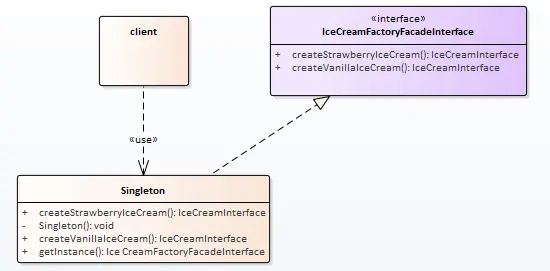 client
«interface»
IceCreamFactoryFacadeInterface
+ createStrawberryIceCream(): IceCreamInterface
+ createVanillaIceCream(): IceCreamInterface
«use»
Singleton
+ createStrawberryIceCream(): IceCreamInterface
- Singleton(): void
+ createVanillaIceCream(): IceCreamInterface
+ getInstance(): Ice CreamFactoryFacadeInterface